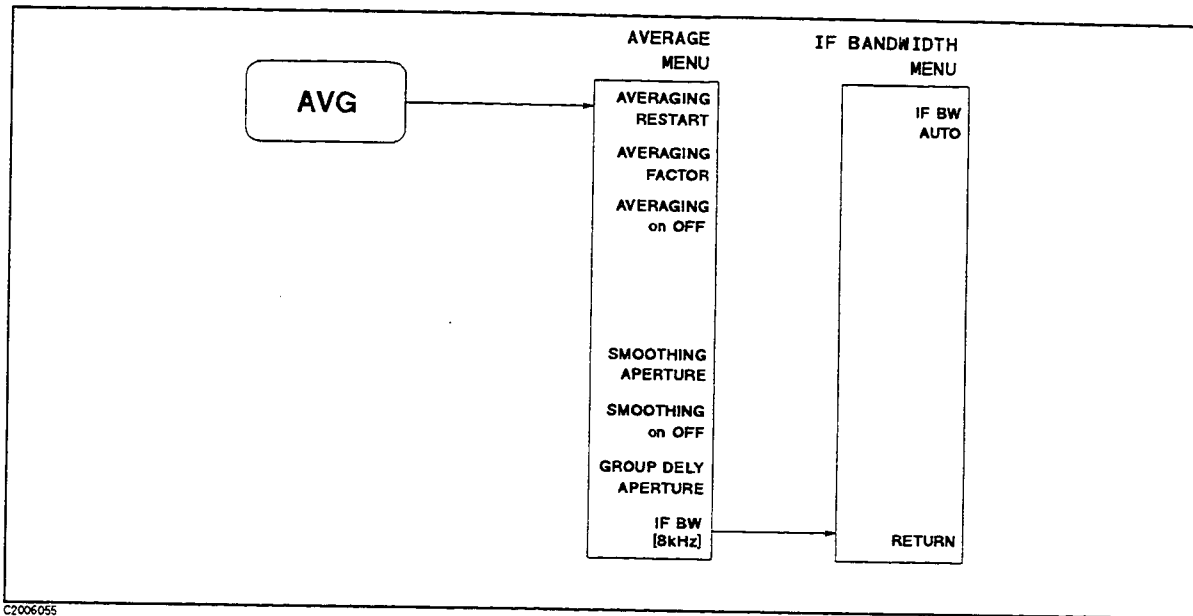 AVERAGE
MENU
IF BANDWIDTH
MENU
AVG
AVERAGING
RESTART
AVERAGING
FACTOR
AVERAGING
on OFF
SMOOTHING
APERTURE
SMOOTHING
on OFF
GROUP DELY
APERTURE
IF BW
[8kHz]
IF BW
AUTO
RETURN
C2006055